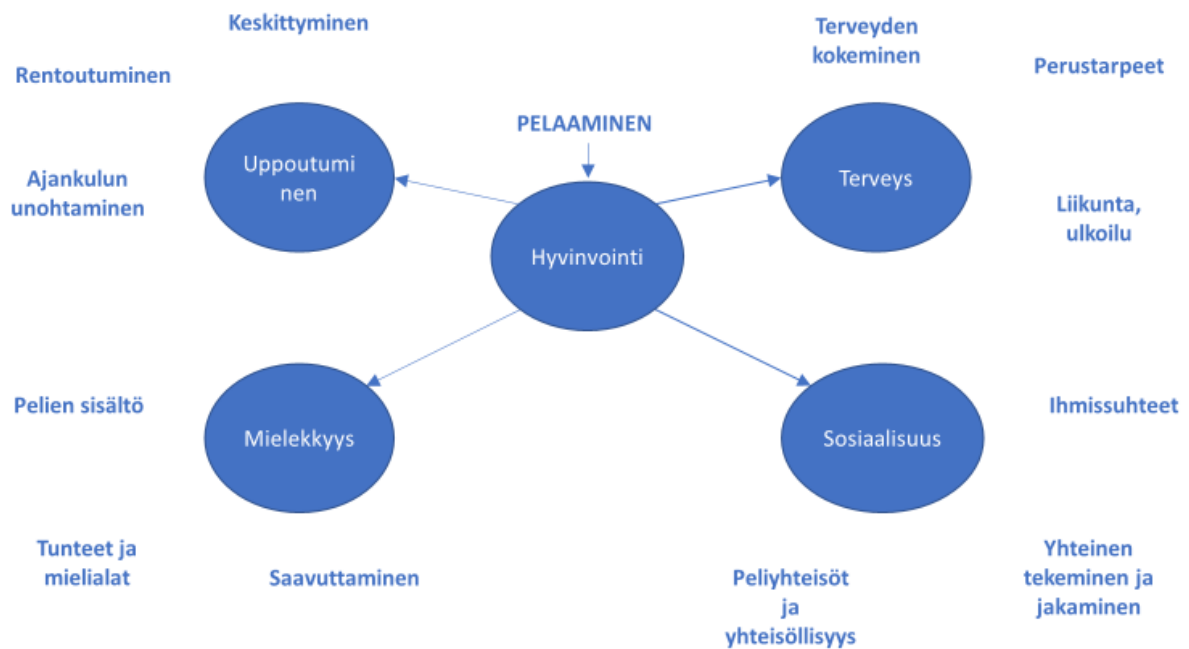 Keskittyminen
Terveyden
kokeminen
Rentoutuminen
Perustarpeet
PELAAMINEN
Uppoutumi
nen
Terveys
Ajankulun
unohtaminen
Liikunta,
ulkoilu
Hyvinvointi
Pelien sisältö
Ihmissuhteet
Mielekkyys
Sosiaalisuus
Tunteet ja
mielialat
Saavuttaminen
Peliyhteisöt
ja
yhteisöllisyys
Yhteinen
tekeminen ja
jakaminen